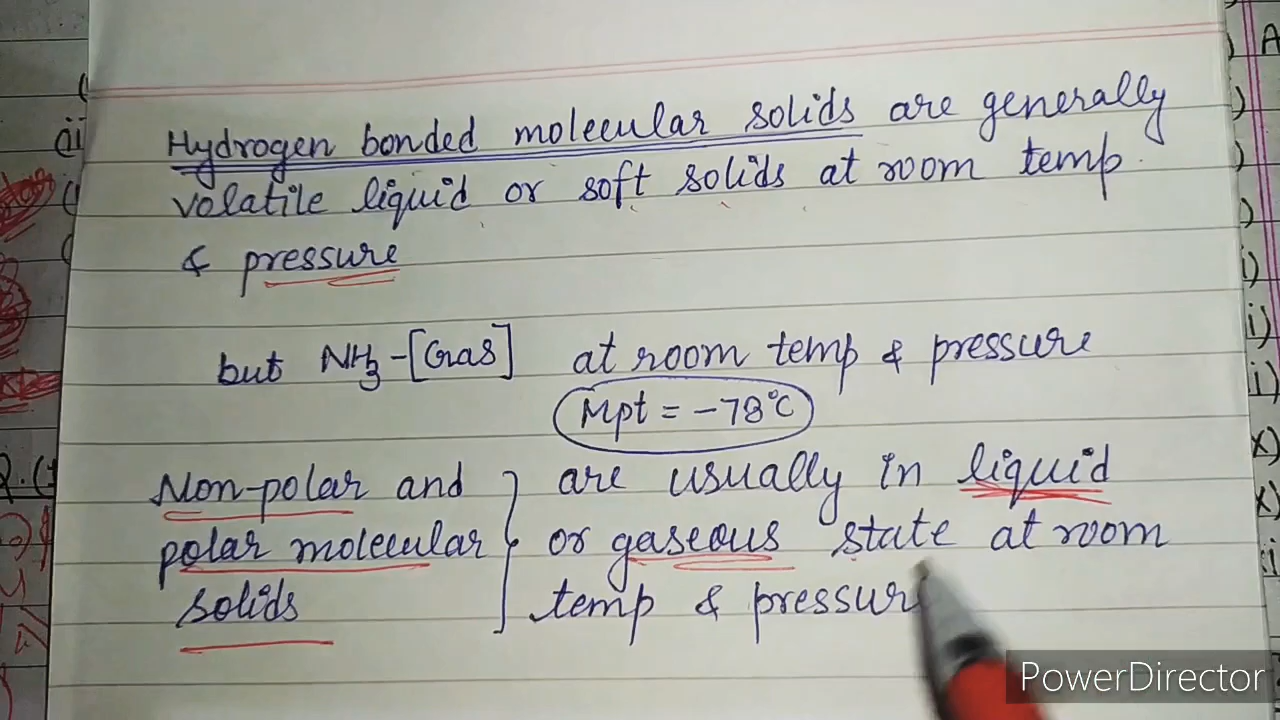 Hydrogen bonded molecular solids are generally
volatile liquid or soft solids at room temp.
& pressure
but NH3 - [Gas] at room temp & pressure
Mpt = -78°C
Non-polar and
polar molecular
solids
are usually in liquid
or gaseous state at room
temp & pressur
PowerDirector